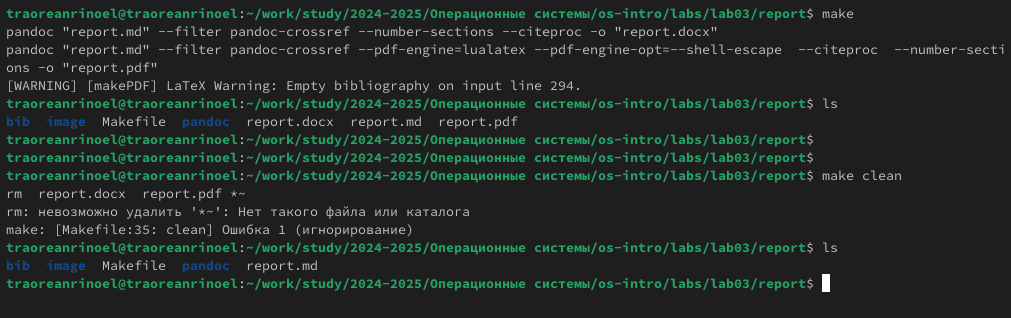 traoreanrinoel@traoreanrinoel:~/work/study/2024-2025/Операционные системы/os-intro/labs/lab03/report$ make
pandoc "report.md" --filter pandoc-crossref --number-sections --citeproc -o "report.docx"
pandoc "report.md" --filter pandoc-crossref --pdf-engine=lualatex --pdf-engine-opt=--shell-escape  --citeproc  --number-secti
ons -o "report.pdf"
[WARNING] [makePDF] LaTeX Warning: Empty bibliography on input line 294.
traoreanrinoel@traoreanrinoel:~/work/study/2024-2025/Операционные системы/os-intro/labs/lab03/report$ ls
bib  image  Makefile  pandoc  report.docx  report.md  report.pdf
traoreanrinoel@traoreanrinoel:~/work/study/2024-2025/Операционные системы/os-intro/labs/lab03/report$
traoreanrinoel@traoreanrinoel:~/work/study/2024-2025/Операционные системы/os-intro/labs/lab03/report$
traoreanrinoel@traoreanrinoel:~/work/study/2024-2025/Операционные системы/os-intro/labs/lab03/report$ make clean
rm  report.docx  report.pdf *~
rm: невозможно удалить '*~': Нет такого файла или каталога
make: [Makefile:35: clean] Ошибка 1 (игнорирование)
traoreanrinoel@traoreanrinoel:~/work/study/2024-2025/Операционные системы/os-intro/labs/lab03/report$ ls
bib  image  Makefile  pandoc  report.md
traoreanrinoel@traoreanrinoel:~/work/study/2024-2025/Операционные системы/os-intro/labs/lab03/report$